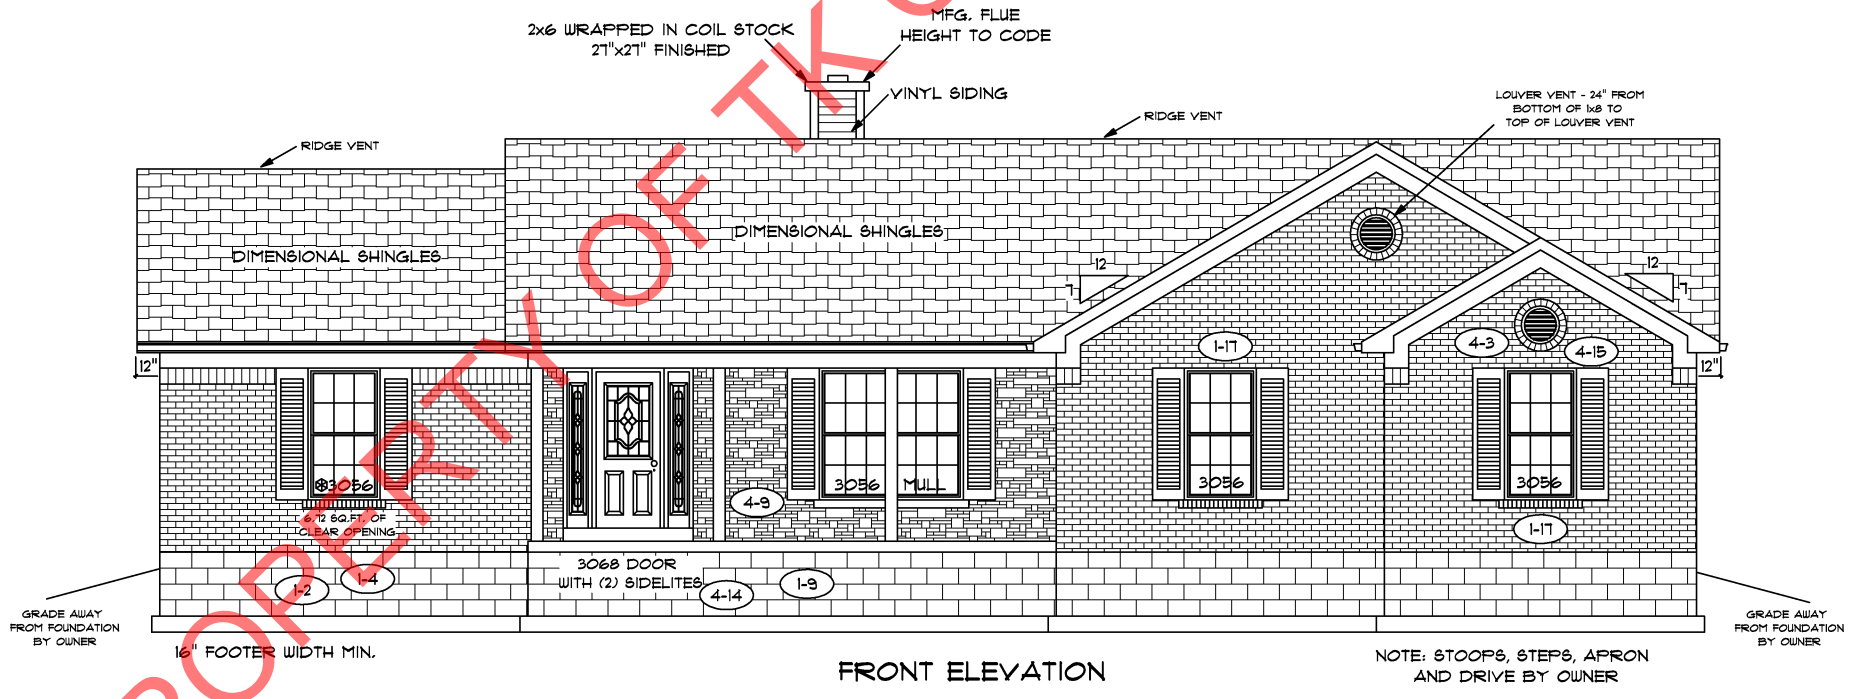 2x6 WRAPPED IN COIL STOCK
27"x27" FINISHED
MFG. FLUE
HEIGHT TO CODE
VINYL SIDING
RIDGE VENT
RIDGE VENT
LOUVER VENT - 24" FROM
BOTTOM OF 1x8 TO
TOP OF LOUVER VENT
DIMENSIONAL SHINGLES
DIMENSIONAL SHINGLES
12
7
12
7
12"
12"
1-17
4-3
4-15
3056
6.72 SQ.FT. OF
CLEAR OPENING
3056 MULL
3056
3056
4-9
1-17
3068 DOOR
WITH (2) SIDELITES
1-2
1-4
4-14
1-9
GRADE AWAY
FROM FOUNDATION
BY OWNER
GRADE AWAY
FROM FOUNDATION
BY OWNER
16" FOOTER WIDTH MIN.
FRONT ELEVATION
NOTE: STOOPS, STEPS, APRON
AND DRIVE BY OWNER
ROPERTY OF TK